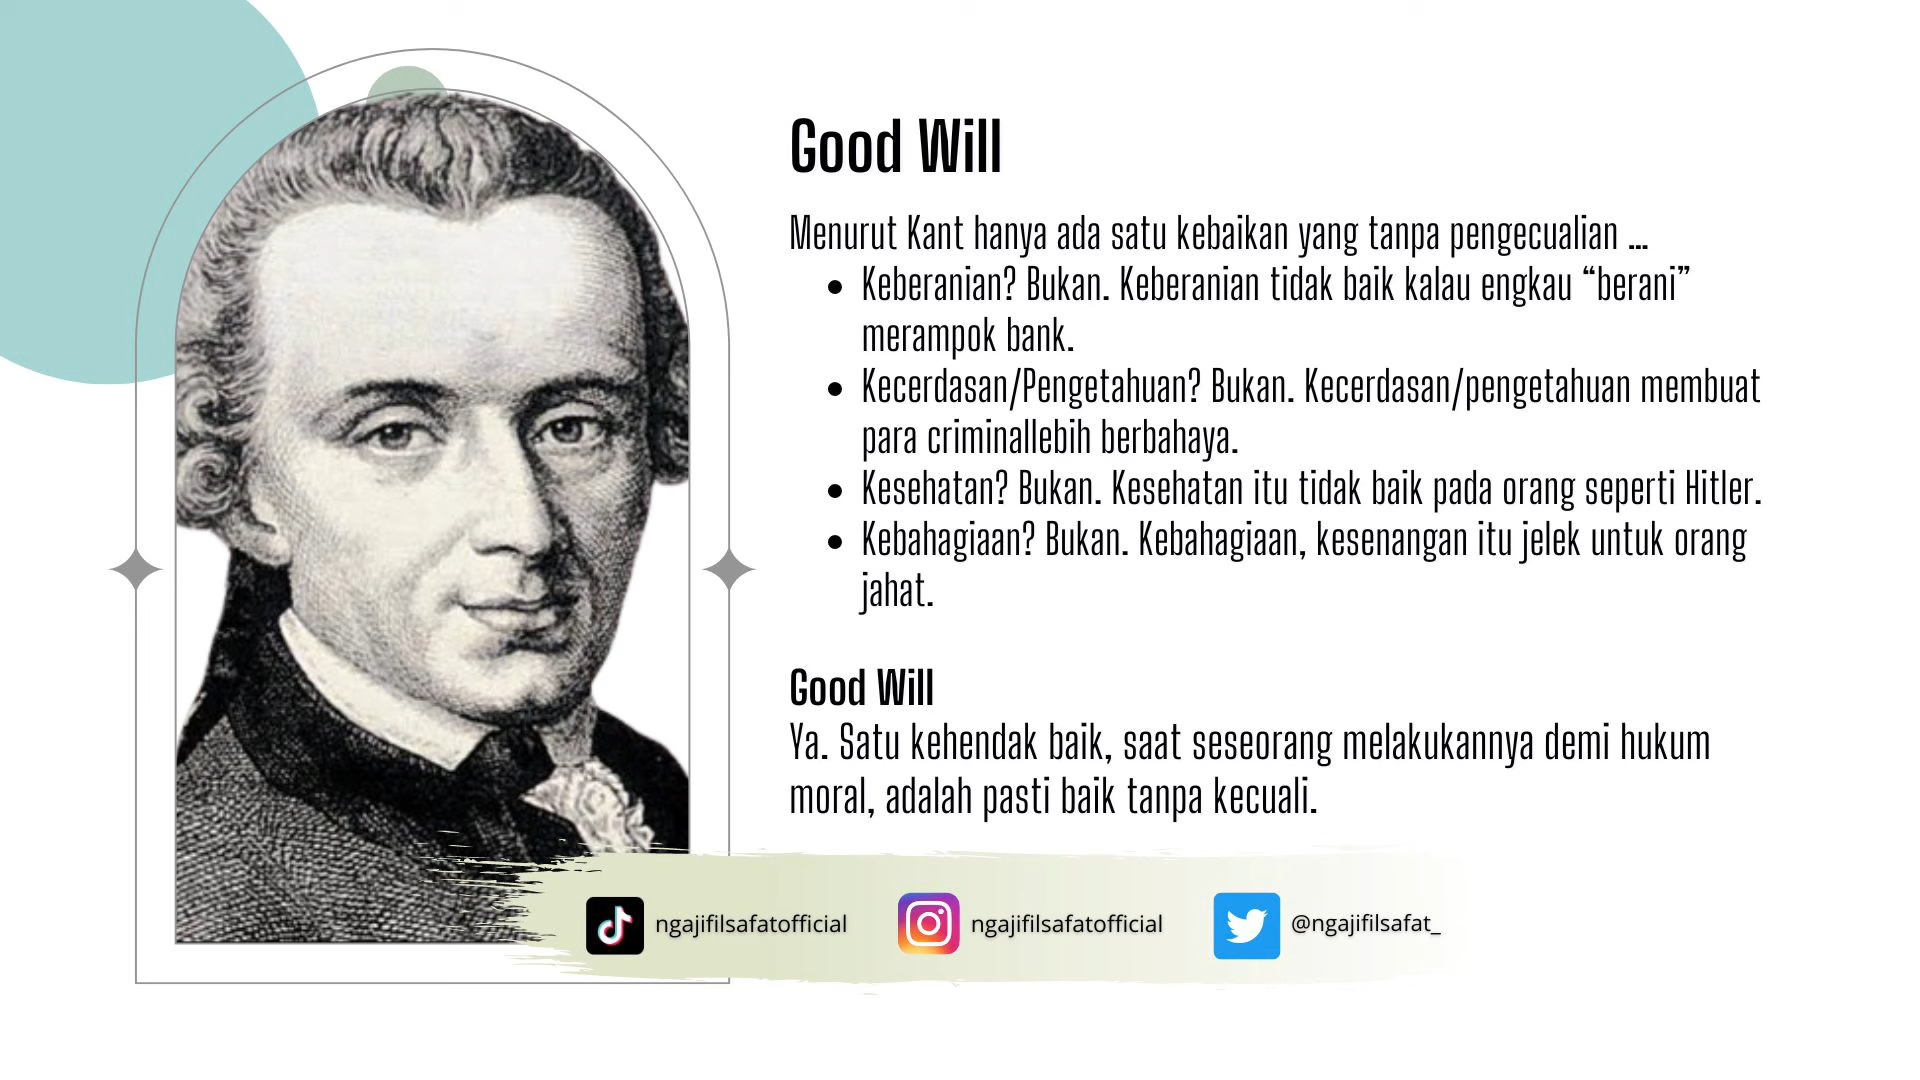 Good Will
Menurut Kant hanya ada satu kebaikan yang tanpa pengecualian ...
• Keberanian? Bukan. Keberanian tidak baik kalau engkau “berani”
merampok bank.
• Kecerdasan/Pengetahuan? Bukan. Kecerdasan/pengetahuan membuat
para criminallebih berbahaya.
• Kesehatan? Bukan. Kesehatan itu tidak baik pada orang seperti Hitler.
• Kebahagiaan? Bukan. Kebahagiaan, kesenangan itu jelek untuk orang
jahat.
Good Will
Ya. Satu kehendak baik, saat seseorang melakukannya demi hukum
moral, adalah pasti baik tanpa kecuali.
ngajifilsafatofficial ngajifilsafatofficial @ngajifilsafat_